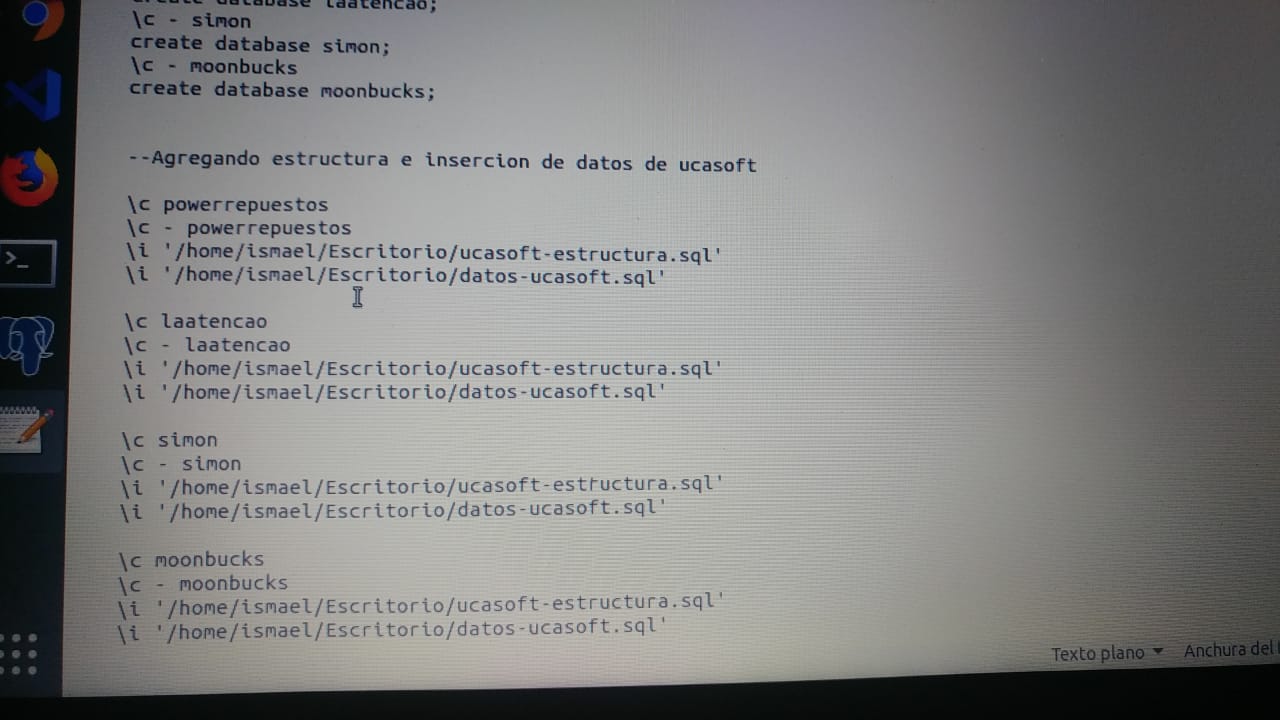 create database laatencao;
\c - simon
create database simon;
\c - moonbucks
create database moonbucks;
--Agregando estructura e insercion de datos de ucasoft
\c powerrepuestos
\c - powerrepuestos
\i '/home/ismael/Escritorio/ucasoft-estructura.sql'
\i '/home/ismael/Escritorio/datos-ucasoft.sql'
\c laatencao
\c - laatencao
\i '/home/ismael/Escritorio/ucasoft-estructura.sql'
\i '/home/ismael/Escritorio/datos-ucasoft.sql'
\c simon
\c - simon
\i '/home/ismael/Escritorio/ucasoft-estructura.sql'
\i '/home/ismael/Escritorio/datos-ucasoft.sql'
\c moonbucks
\c - moonbucks
\i '/home/ismael/Escritorio/ucasoft-estructura.sql'
\i '/home/ismael/Escritorio/datos-ucasoft.sql'
Texto plano Anchura del